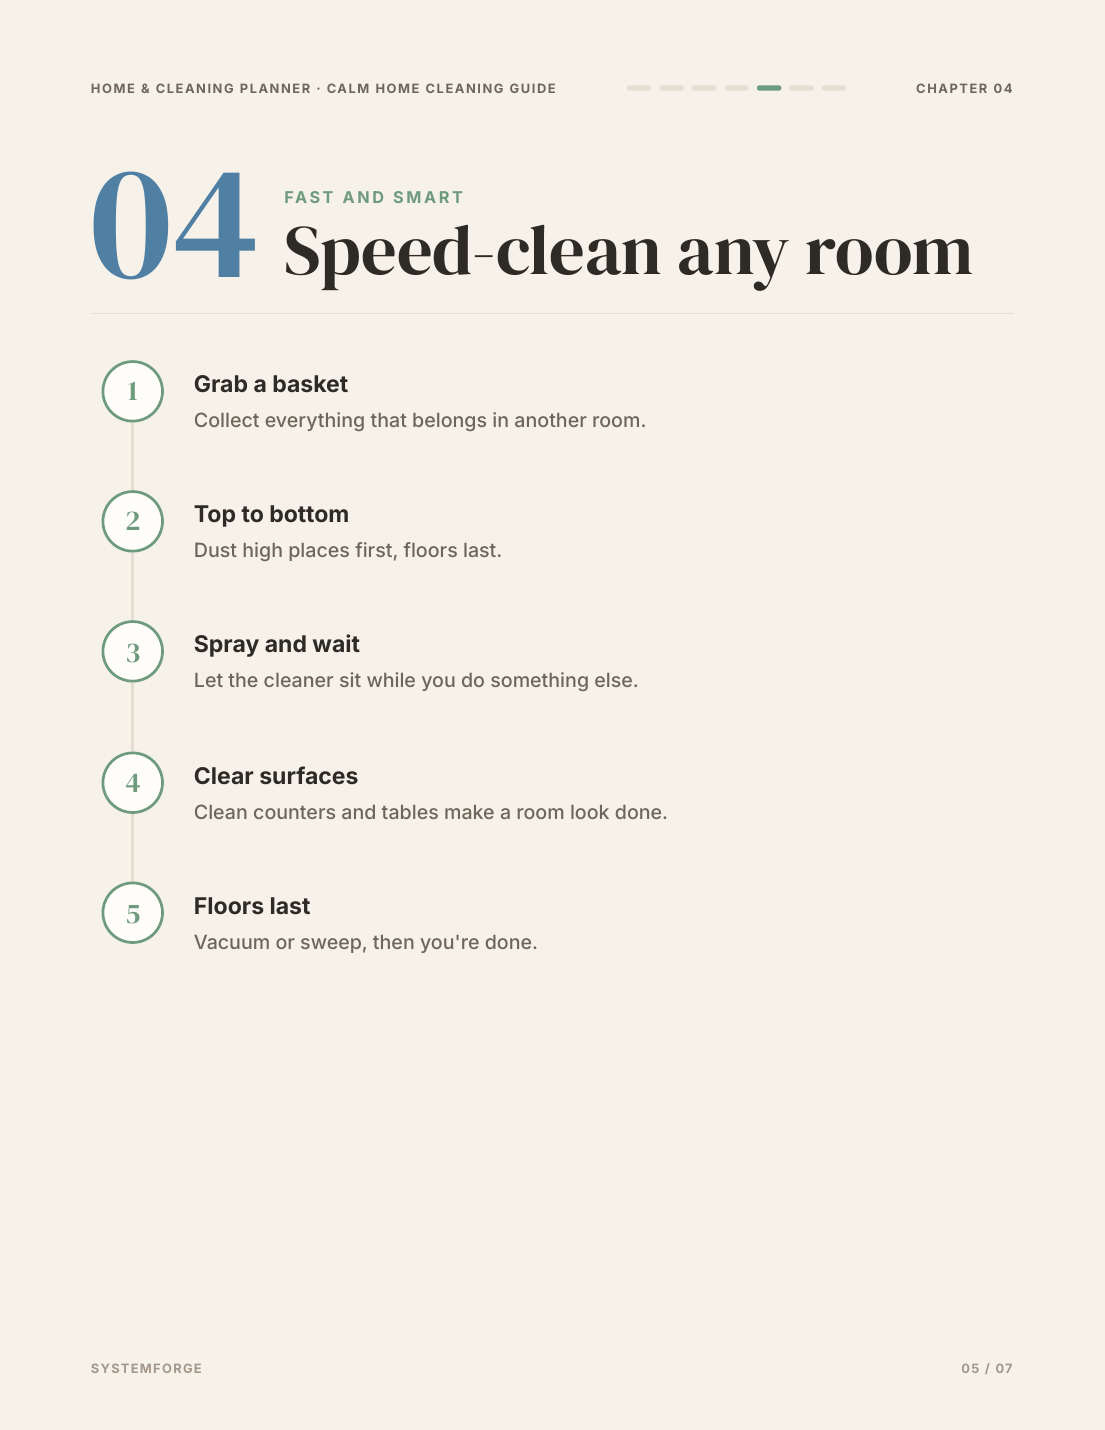 HOME & CLEANING PLANNER · CALM HOME CLEANING GUIDE
CHAPTER 04
04
FAST AND SMART
Speed-clean any room
1
Grab a basket
Collect everything that belongs in another room.
2
Top to bottom
Dust high places first, floors last.
3
Spray and wait
Let the cleaner sit while you do something else.
4
Clear surfaces
Clean counters and tables make a room look done.
5
Floors last
Vacuum or sweep, then you're done.
SYSTEMFORGE
05 / 07